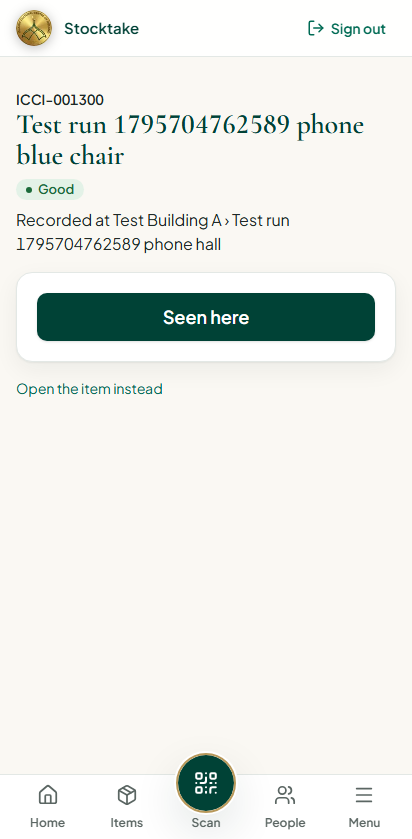 Stocktake
Sign out
ICCI-001300
Test run 1795704762589 phone
blue chair
Good
Recorded at Test Building A › Test run
1795704762589 phone hall
Seen here
Open the item instead
Home
Items
Scan
People
Menu